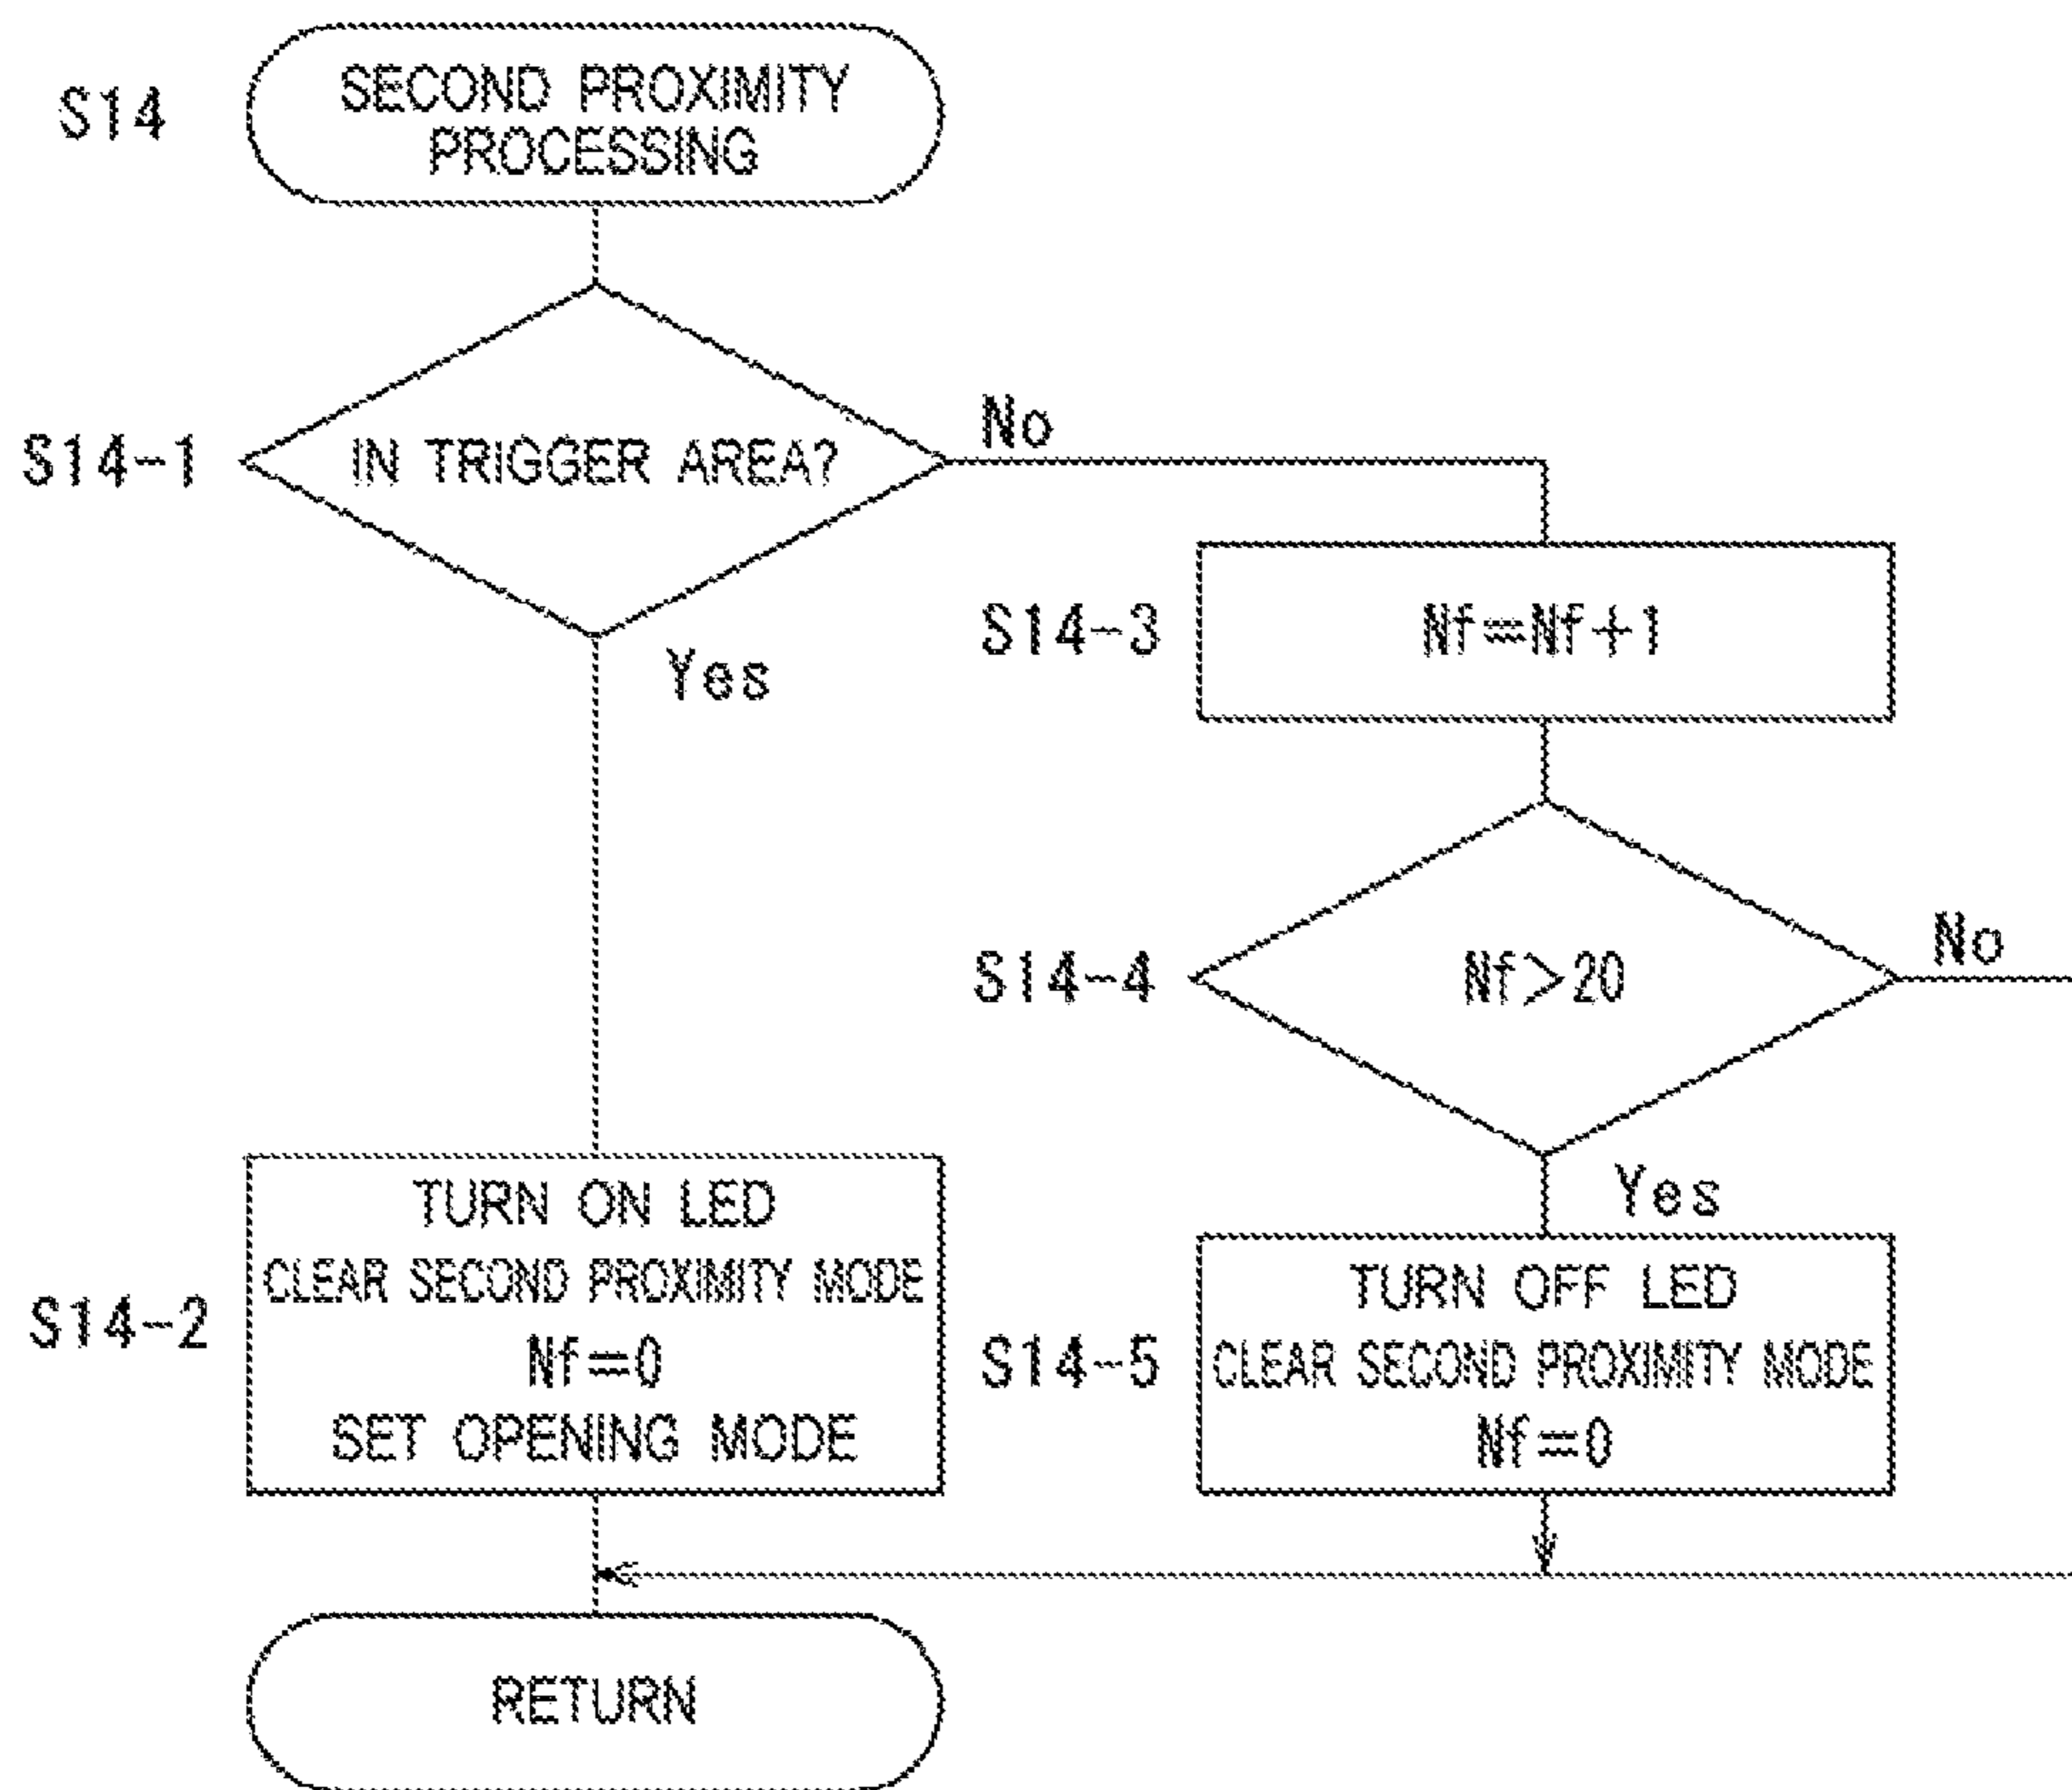 S14
SECOND PROXIMITY
PROCESSING
S14-1
IN TRIGGER AREA?
No
Yes
S14-3
Nf=Nf+1
S14-4
Nf>20
No
Yes
S14-2
TURN ON LED
CLEAR SECOND PROXIMITY MODE
Nf=0
SET OPENING MODE
S14-5
TURN OFF LED
CLEAR SECOND PROXIMITY MODE
Nf=0
RETURN